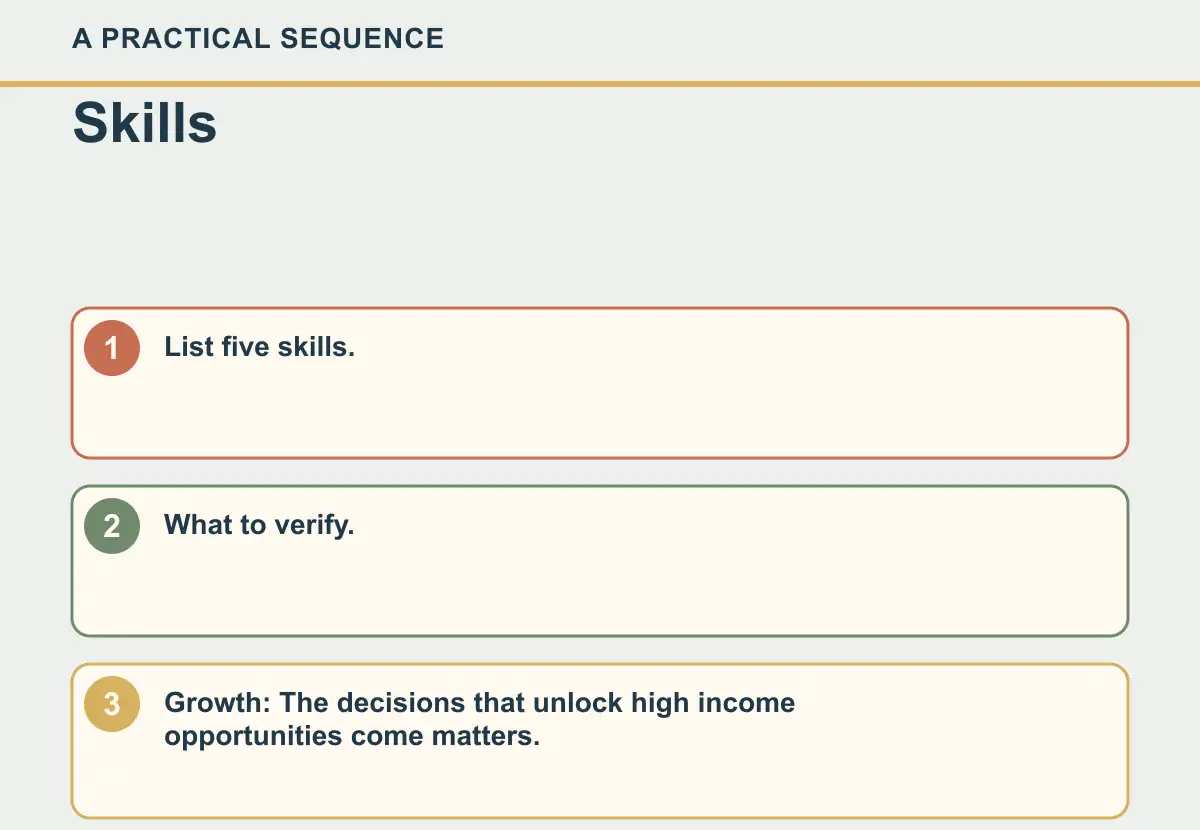 A PRACTICAL SEQUENCE
Skills
1
List five skills.
2
What to verify.
3
Growth: The decisions that unlock high income
opportunities come matters.